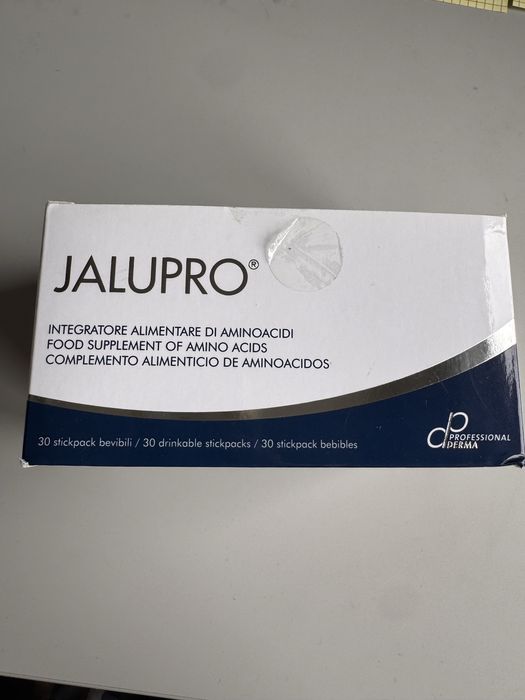 JALUPRO®
INTEGRATORE ALIMENTARE DI AMINOACIDI
FOOD SUPPLEMENT OF AMINO ACIDS
COMPLEMENTO ALIMENTICIO DE AMINOACIDOS
30 stickpack bevibili / 30 drinkable stickpacks / 30 stickpack bebibles
dp
PROFESSIONAL
DERMA